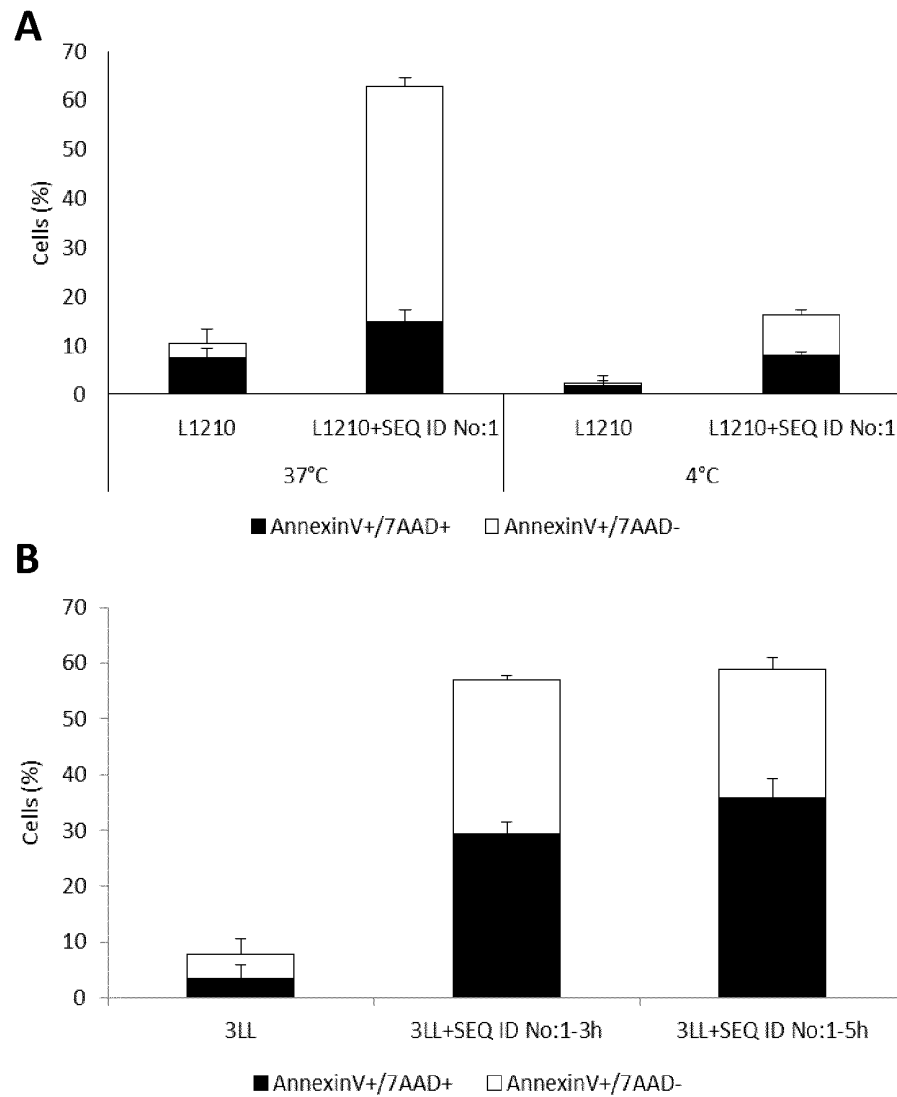 A
70
60
50
40
30
20
10
0
Cells (%)
L1210 L1210+SEQ ID No:1 L1210 L1210+SEQ ID No:1
37°C 4°C
AnnexinV+/7AAD+ AnnexinV+/7AAD-
B
70
60
50
40
30
20
10
0
Cells (%)
3LL 3LL+SEQ ID No:1-3h 3LL+SEQ ID No:1-5h
AnnexinV+/7AAD+ AnnexinV+/7AAD-